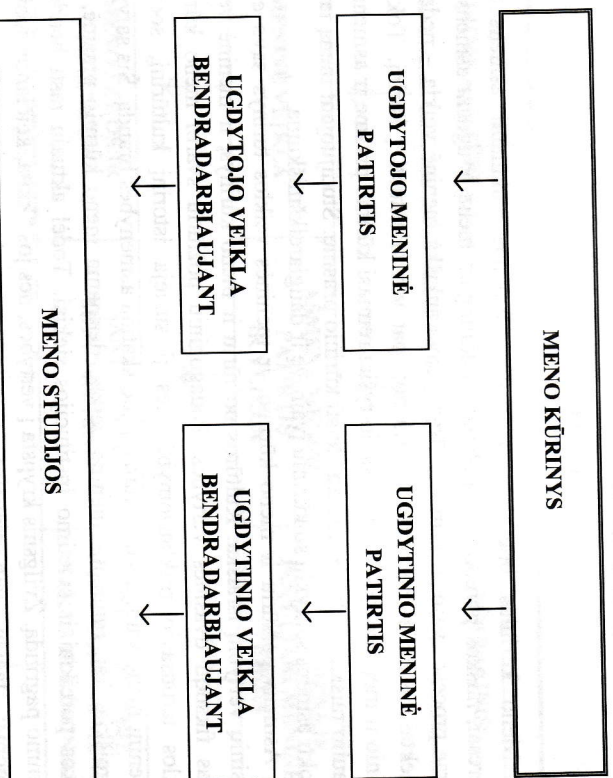 MENO KŪRINYS
UGDYTOJO MENINĖ
PATIRTIS
UGDYTINIO MENINĖ
PATIRTIS
UGDYTOJO VEIKLA
BENDRADARBIAUJANT
UGDYTINIO VEIKLA
BENDRADARBIAUJANT
MENO STUDIJOS